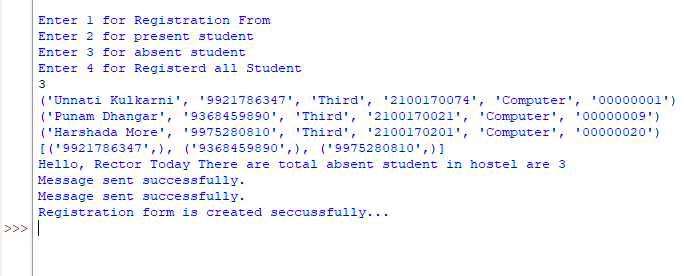 Enter 1 for Registration From
Enter 2 for present student
Enter 3 for absent student
Enter 4 for Registerd all Student
3
('Unnati Kulkarni', '9921786347', 'Third', '2100170074', 'Computer', '00000001')
('Punam Dhangar', '9368459890', 'Third', '2100170021', 'Computer', '00000009')
('Harshada More', '9975280810', 'Third', '2100170201', 'Computer', '00000020')
[('9921786347',), ('9368459890',), ('9975280810',)]
Hello, Rector Today There are total absent student in hostel are 3
Message sent successfully.
Message sent successfully.
Registration form is created seccussfully...
>>>